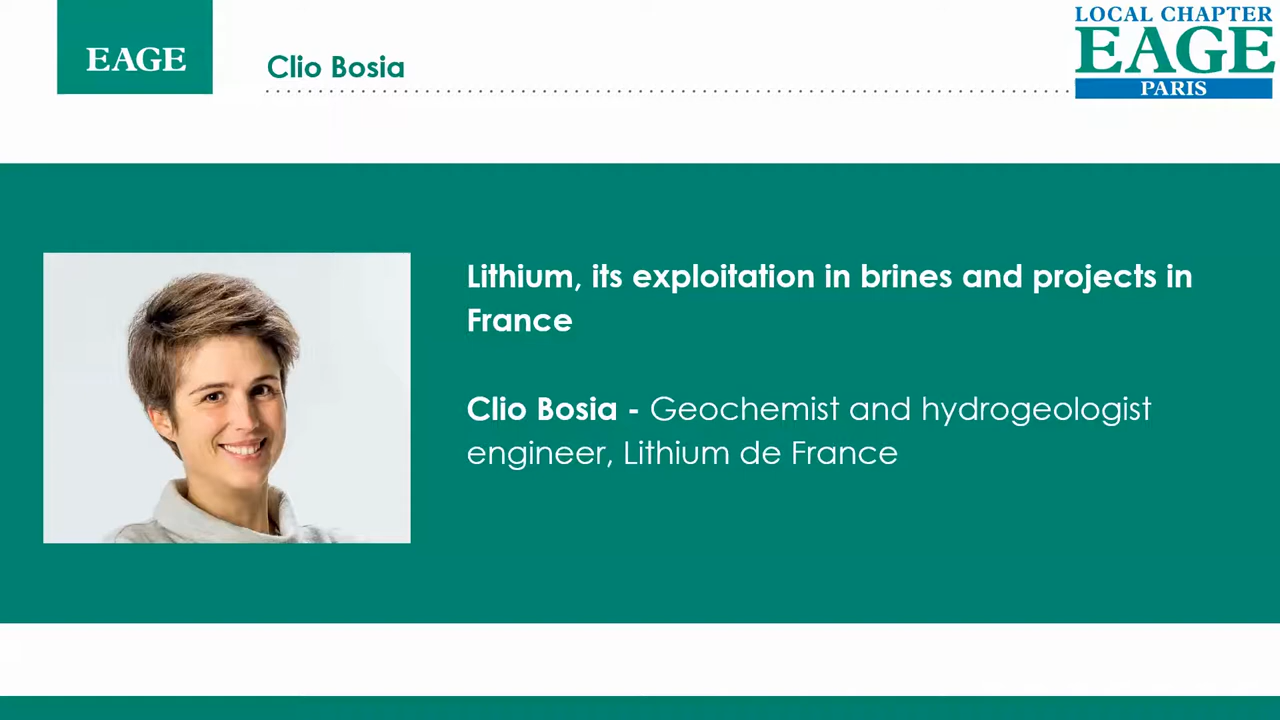 EAGE
Clio Bosia
LOCAL CHAPTER
EAGE
PARIS
Lithium, its exploitation in brines and projects in
France
Clio Bosia - Geochemist and hydrogeologist
engineer, Lithium de France